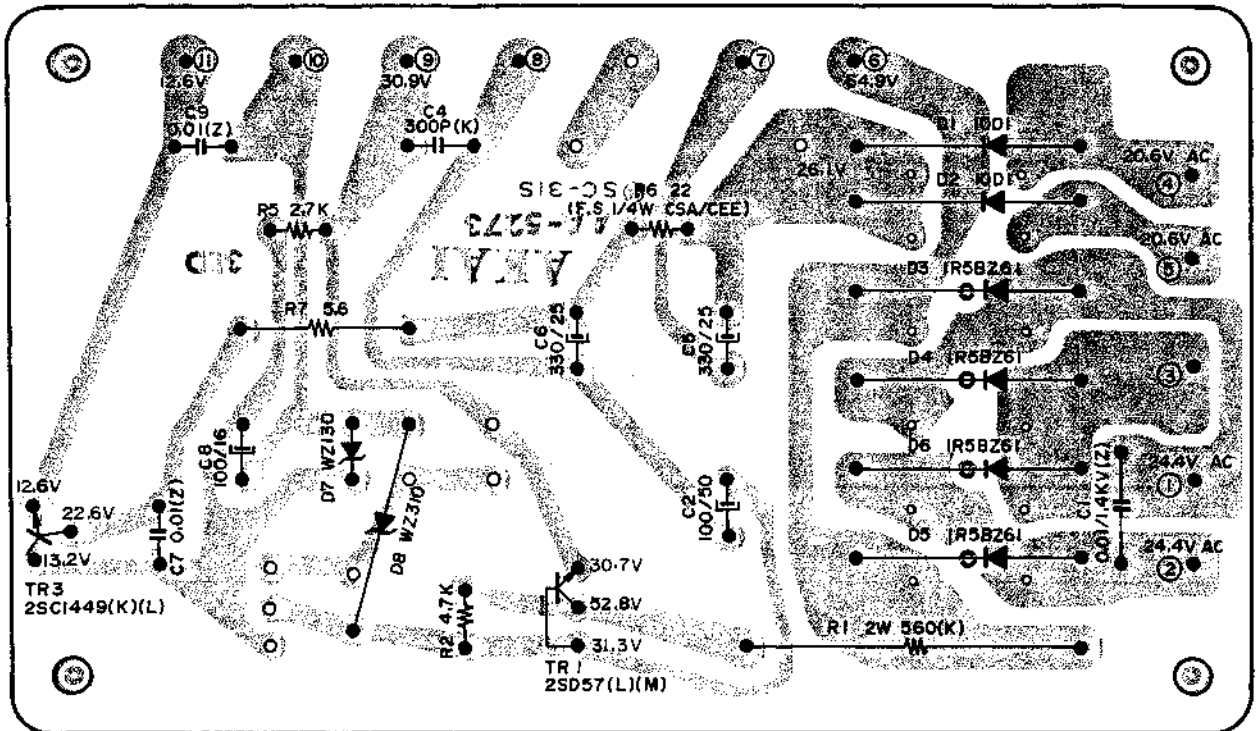 11 10 9 8 7 6
12.6V 30.9V 64.9V
C9
0.01(Z)
C4
300P(K)
D1 10D1
26.1V
20.6V AC
4
D2 10D1
SC-31S
R6 22
(F.S 1/4W CSA/CEE)
R5 2.7K
AKAI
20.6V AC
5
D3 1R5BZ61
R7 5.6
C6
330/25
C5
330/25
D4 1R5BZ61
3
C8
100/16
D7 WZ130
D8 WZ310
C2
100/50
D6 1R5BZ61
C1
0.01/1.4KV(Z)
24.4V AC
1
12.6V
22.6V
13.2V
C7 0.01(Z)
TR3
2SC1449(K)(L)
R2 4.7K
30.7V
52.8V
31.3V
TR1
2SD57(L)(M)
D5 1R5BZ61
24.4V AC
2
R1 2W 560(K)